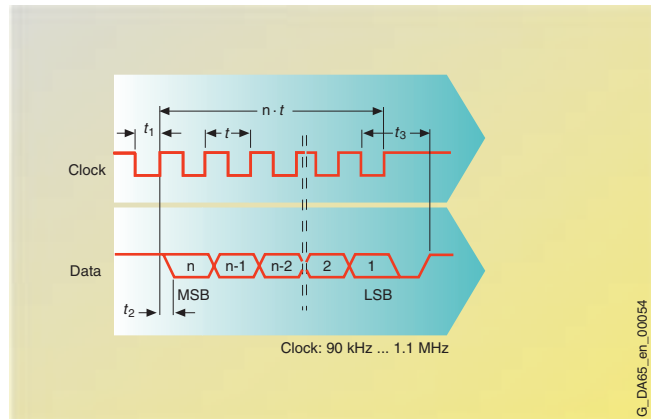 n · t
t1
t
t3
Clock
Data
n
n-1
n-2
2
1
MSB
LSB
t2
Clock: 90 kHz ... 1.1 MHz
G_DA65_en_00054